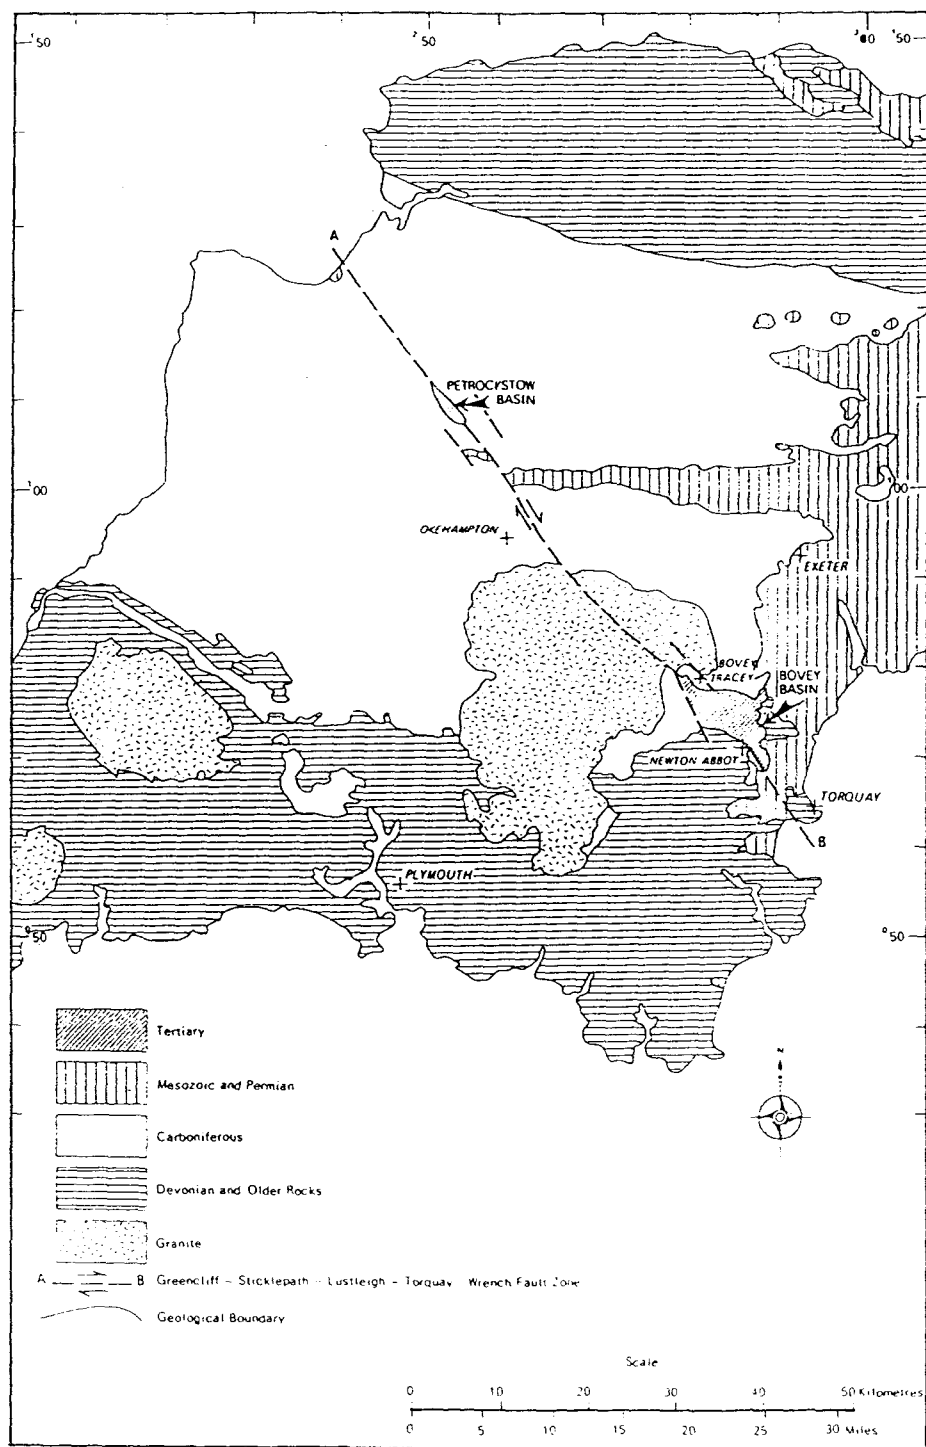 '50
'50
'00 '50
A
PETROCYSTOW
BASIN
'00
'00
OKEHAMPTON
EXETER
BOVEY
TRACEY
BOVEY
BASIN
NEWTON ABBOT
TORQUAY
B
PLYMOUTH
°50
°50
Tertiary
Mesozoic and Permian
Carboniferous
Devonian and Older Rocks
Granite
A B Greencliff - Sticklepath - Lustleigh - Torquay Wrench Fault Zone
Geological Boundary
N
Scale
0 10 20 30 40 50 Kilometres
0 5 10 15 20 25 30 Miles